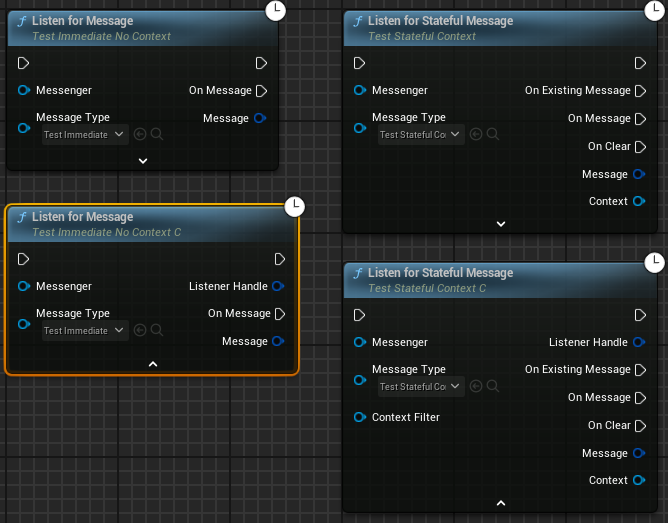 Listen for Message
Test Immediate No Context
Messenger
On Message
Message Type
Test Immediate
Message
Listen for Stateful Message
Test Stateful Context
Messenger
On Existing Message
Message Type
Test Stateful Co
On Message
On Clear
Message
Context
Listen for Message
Test Immediate No Context C
Messenger
Listener Handle
Message Type
Test Immediate
On Message
Message
Listen for Stateful Message
Test Stateful Context C
Messenger
Listener Handle
Message Type
Test Stateful Co
On Existing Message
On Message
Context Filter
On Clear
Message
Context